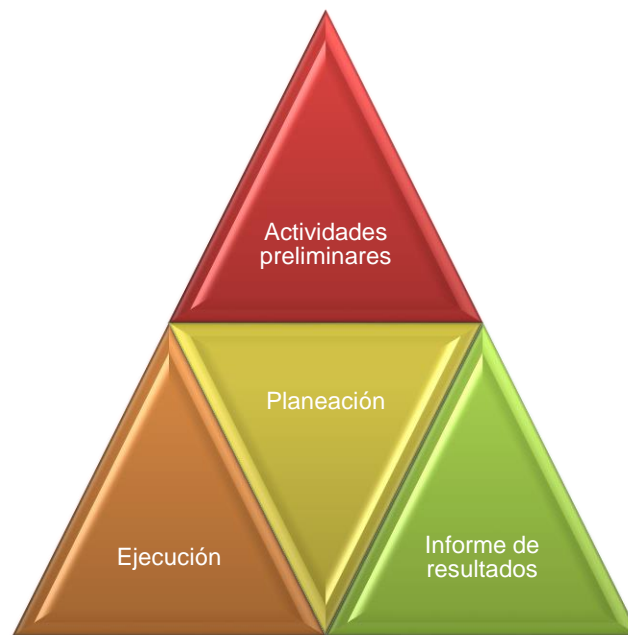 Actividades
preliminares
Planeación
Ejecución
Informe de
resultados